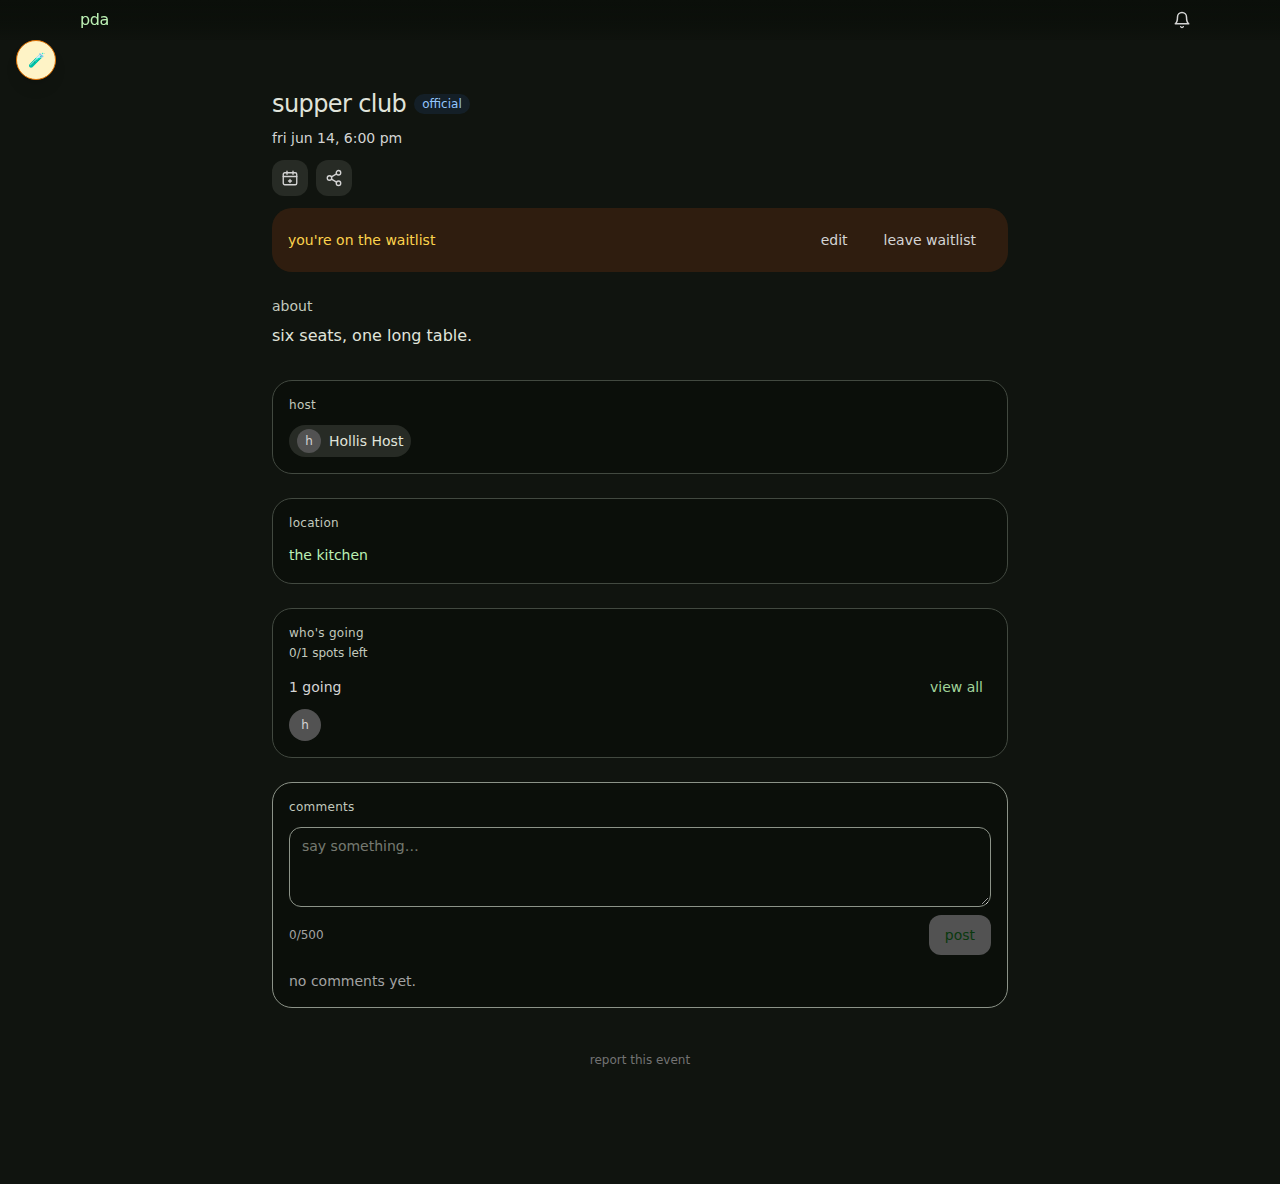 pda
supper club official
fri jun 14, 6:00 pm
you're on the waitlist edit leave waitlist
about
six seats, one long table.
host
h Hollis Host
location
the kitchen
who's going
0/1 spots left
1 going view all
h
comments
say something…
0/500 post
no comments yet.
report this event